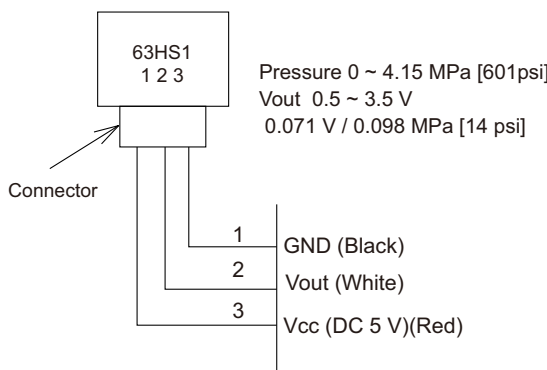 63HS1
1 2 3
Pressure 0 ~ 4.15 MPa [601psi]
Vout 0.5 ~ 3.5 V
0.071 V / 0.098 MPa [14 psi]
Connector
1
GND (Black)
2
Vout (White)
3
Vcc (DC 5 V)(Red)